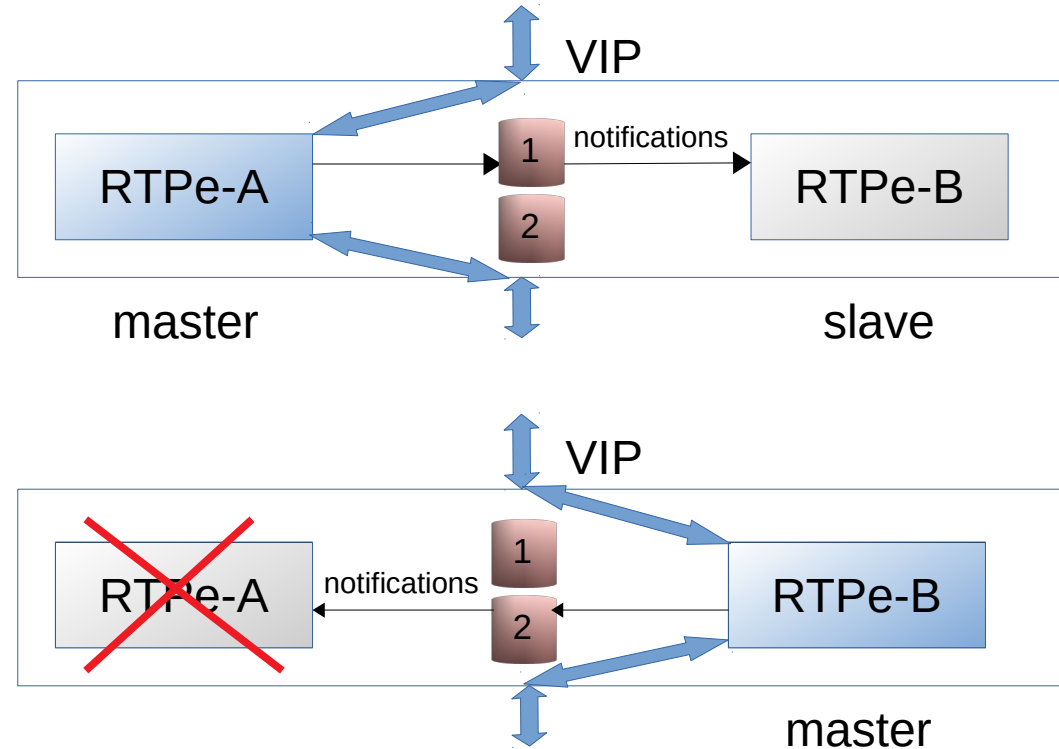 VIP
1
notifications
RTPe-A
RTPe-B
2
master
slave
VIP
1
RTPe-A
notifications
RTPe-B
2
master